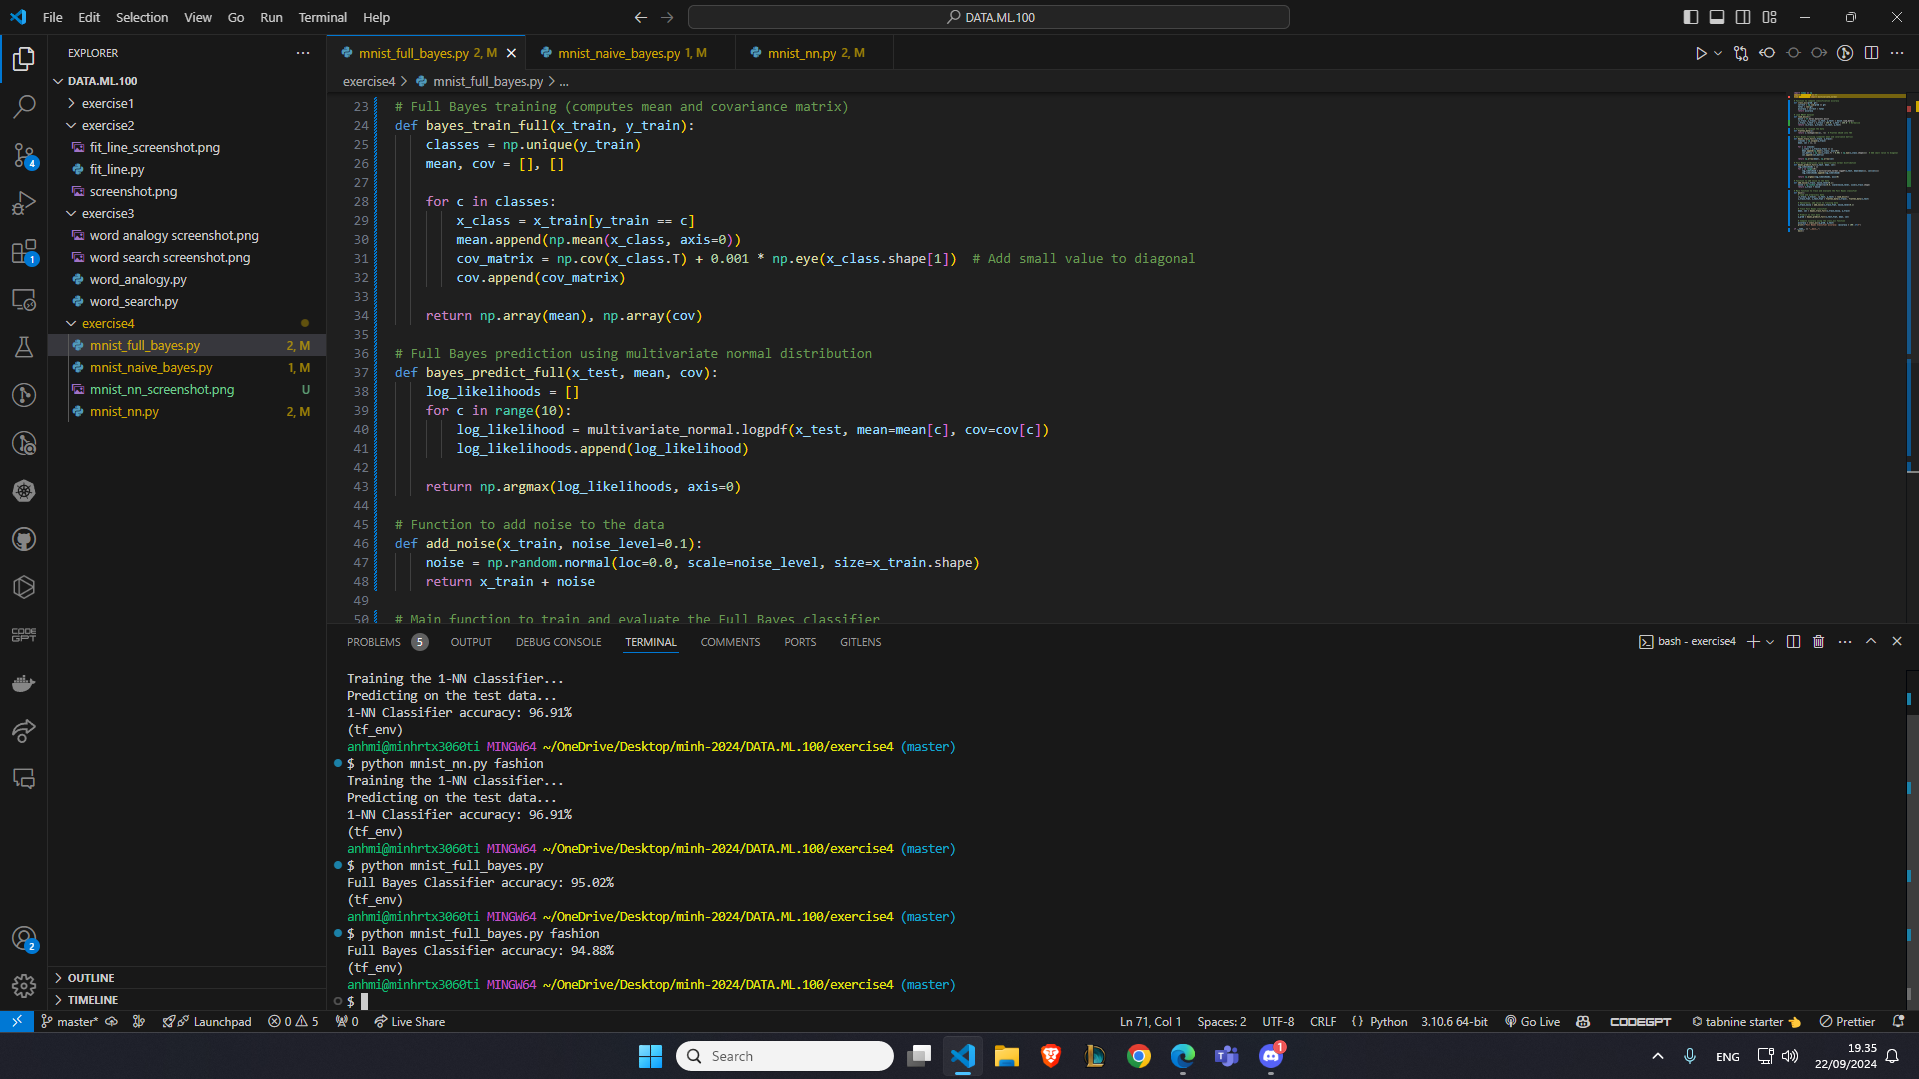 File Edit Selection View Go Run Terminal Help
DATA.ML.100
EXPLORER
DATA.ML.100
exercise1
exercise2
fit_line_screenshot.png
fit_line.py
screenshot.png
exercise3
word analogy screenshot.png
word search screenshot.png
word_analogy.py
word_search.py
exercise4
mnist_full_bayes.py 2, M
mnist_naive_bayes.py 1, M
mnist_nn_screenshot.png U
mnist_nn.py 2, M
OUTLINE
TIMELINE
4
1
CODE GPT
2
mnist_full_bayes.py 2, M
mnist_naive_bayes.py 1, M
mnist_nn.py 2, M
exercise4 > mnist_full_bayes.py > ...
23 # Full Bayes training (computes mean and covariance matrix)
24 def bayes_train_full(x_train, y_train):
25 classes = np.unique(y_train)
26 mean, cov = [], []
27
28 for c in classes:
29 x_class = x_train[y_train == c]
30 mean.append(np.mean(x_class, axis=0))
31 cov_matrix = np.cov(x_class.T) + 0.001 * np.eye(x_class.shape[1]) # Add small value to diagonal
32 cov.append(cov_matrix)
33
34 return np.array(mean), np.array(cov)
35
36 # Full Bayes prediction using multivariate normal distribution
37 def bayes_predict_full(x_test, mean, cov):
38 log_likelihoods = []
39 for c in range(10):
40 log_likelihood = multivariate_normal.logpdf(x_test, mean=mean[c], cov=cov[c])
41 log_likelihoods.append(log_likelihood)
42
43 return np.argmax(log_likelihoods, axis=0)
44
45 # Function to add noise to the data
46 def add_noise(x_train, noise_level=0.1):
47 noise = np.random.normal(loc=0.0, scale=noise_level, size=x_train.shape)
48 return x_train + noise
49
50 # Main function to train and evaluate the Full Bayes classifier
PROBLEMS 5 OUTPUT DEBUG CONSOLE TERMINAL COMMENTS PORTS GITLENS
bash - exercise4
Training the 1-NN classifier...
Predicting on the test data...
1-NN Classifier accuracy: 96.91%
(tf_env)
anhmi@minhrtx3060ti MINGW64 ~/OneDrive/Desktop/minh-2024/DATA.ML.100/exercise4 (master)
$ python mnist_nn.py fashion
Training the 1-NN classifier...
Predicting on the test data...
1-NN Classifier accuracy: 96.91%
(tf_env)
anhmi@minhrtx3060ti MINGW64 ~/OneDrive/Desktop/minh-2024/DATA.ML.100/exercise4 (master)
$ python mnist_full_bayes.py
Full Bayes Classifier accuracy: 95.02%
(tf_env)
anhmi@minhrtx3060ti MINGW64 ~/OneDrive/Desktop/minh-2024/DATA.ML.100/exercise4 (master)
$ python mnist_full_bayes.py fashion
Full Bayes Classifier accuracy: 94.88%
(tf_env)
anhmi@minhrtx3060ti MINGW64 ~/OneDrive/Desktop/minh-2024/DATA.ML.100/exercise4 (master)
$
master* Launchpad 0 5 0 Live Share Ln 71, Col 1 Spaces: 2 UTF-8 CRLF Python 3.10.6 64-bit Go Live CODEGPT tabnine starter Prettier
Search
1
ENG
19.35
22/09/2024